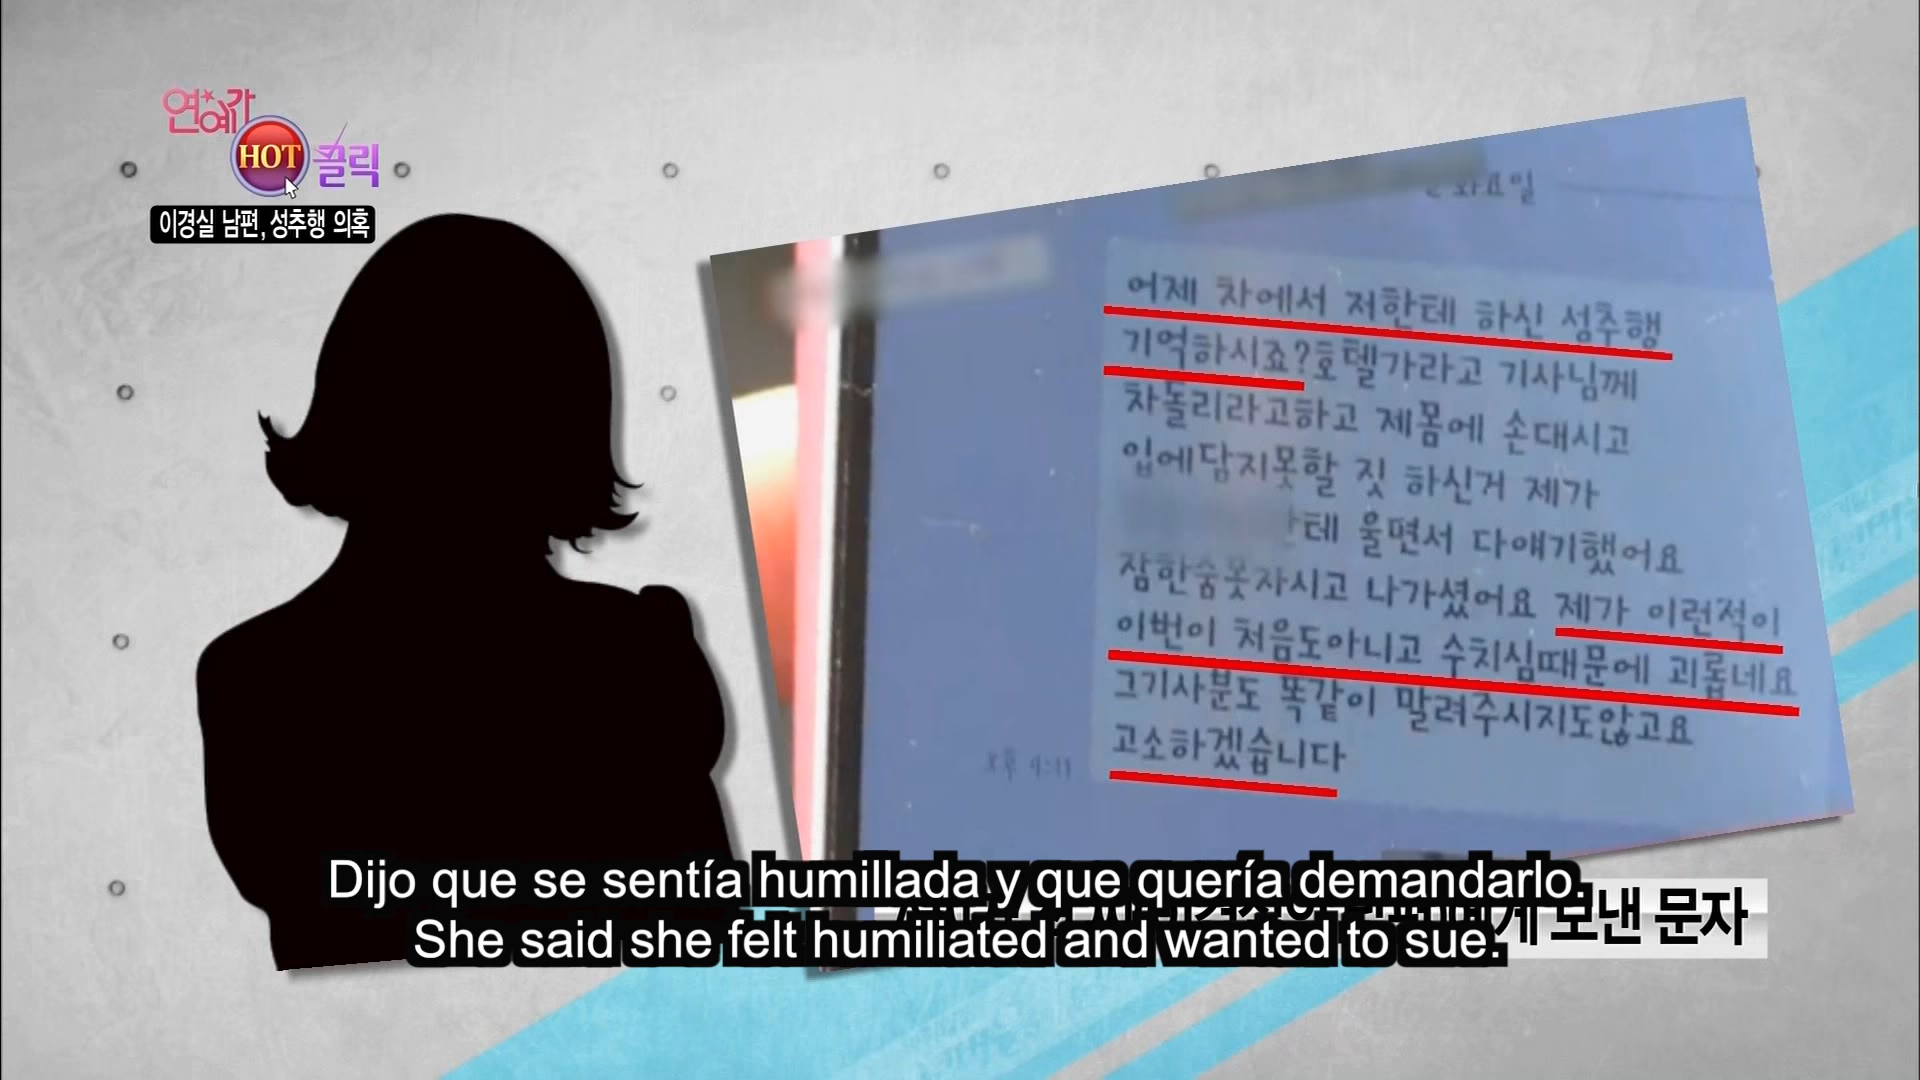 연예가
HOT 클릭
이경실 남편, 성추행 의혹
화요일
어제 차에서 저한테 하신 성추행
기억하시죠?호텔가라고 기사님께
차돌리라고하고 제몸에 손대시고
입에담지못할 짓 하신거 제가
테 울면서 다얘기했어요
잠한숨못자시고 나가셨어요 제가 이런적이
이번이 처음도아니고 수치심때문에 괴롭네요
그기사분도 똑같이 말려주시지도않고요
고소하겠습니다
오후 4:11
Dijo que se sentía humillada y que quería demandarlo.
She said she felt humiliated and wanted to sue.
보낸 문자